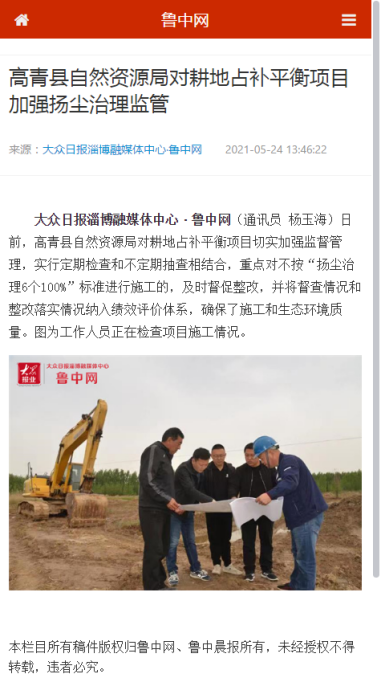 鲁中网
高青县自然资源局对耕地占补平衡项目
加强扬尘治理监管
来源：大众日报淄博融媒体中心·鲁中网 2021-05-24 13:46:22
大众日报淄博融媒体中心·鲁中网（通讯员 杨玉海）日
前，高青县自然资源局对耕地占补平衡项目切实加强监督管
理，实行定期检查和不定期抽查相结合，重点对不按“扬尘治
理6个100%”标准进行施工的，及时督促整改，并将督查情况和
整改落实情况纳入绩效评价体系，确保了施工和生态环境质
量。图为工作人员正在检查项目施工情况。
大众报业
大众日报淄博融媒体中心
鲁中网
本栏目所有稿件版权归鲁中网、鲁中晨报所有，未经授权不得
转载，违者必究。